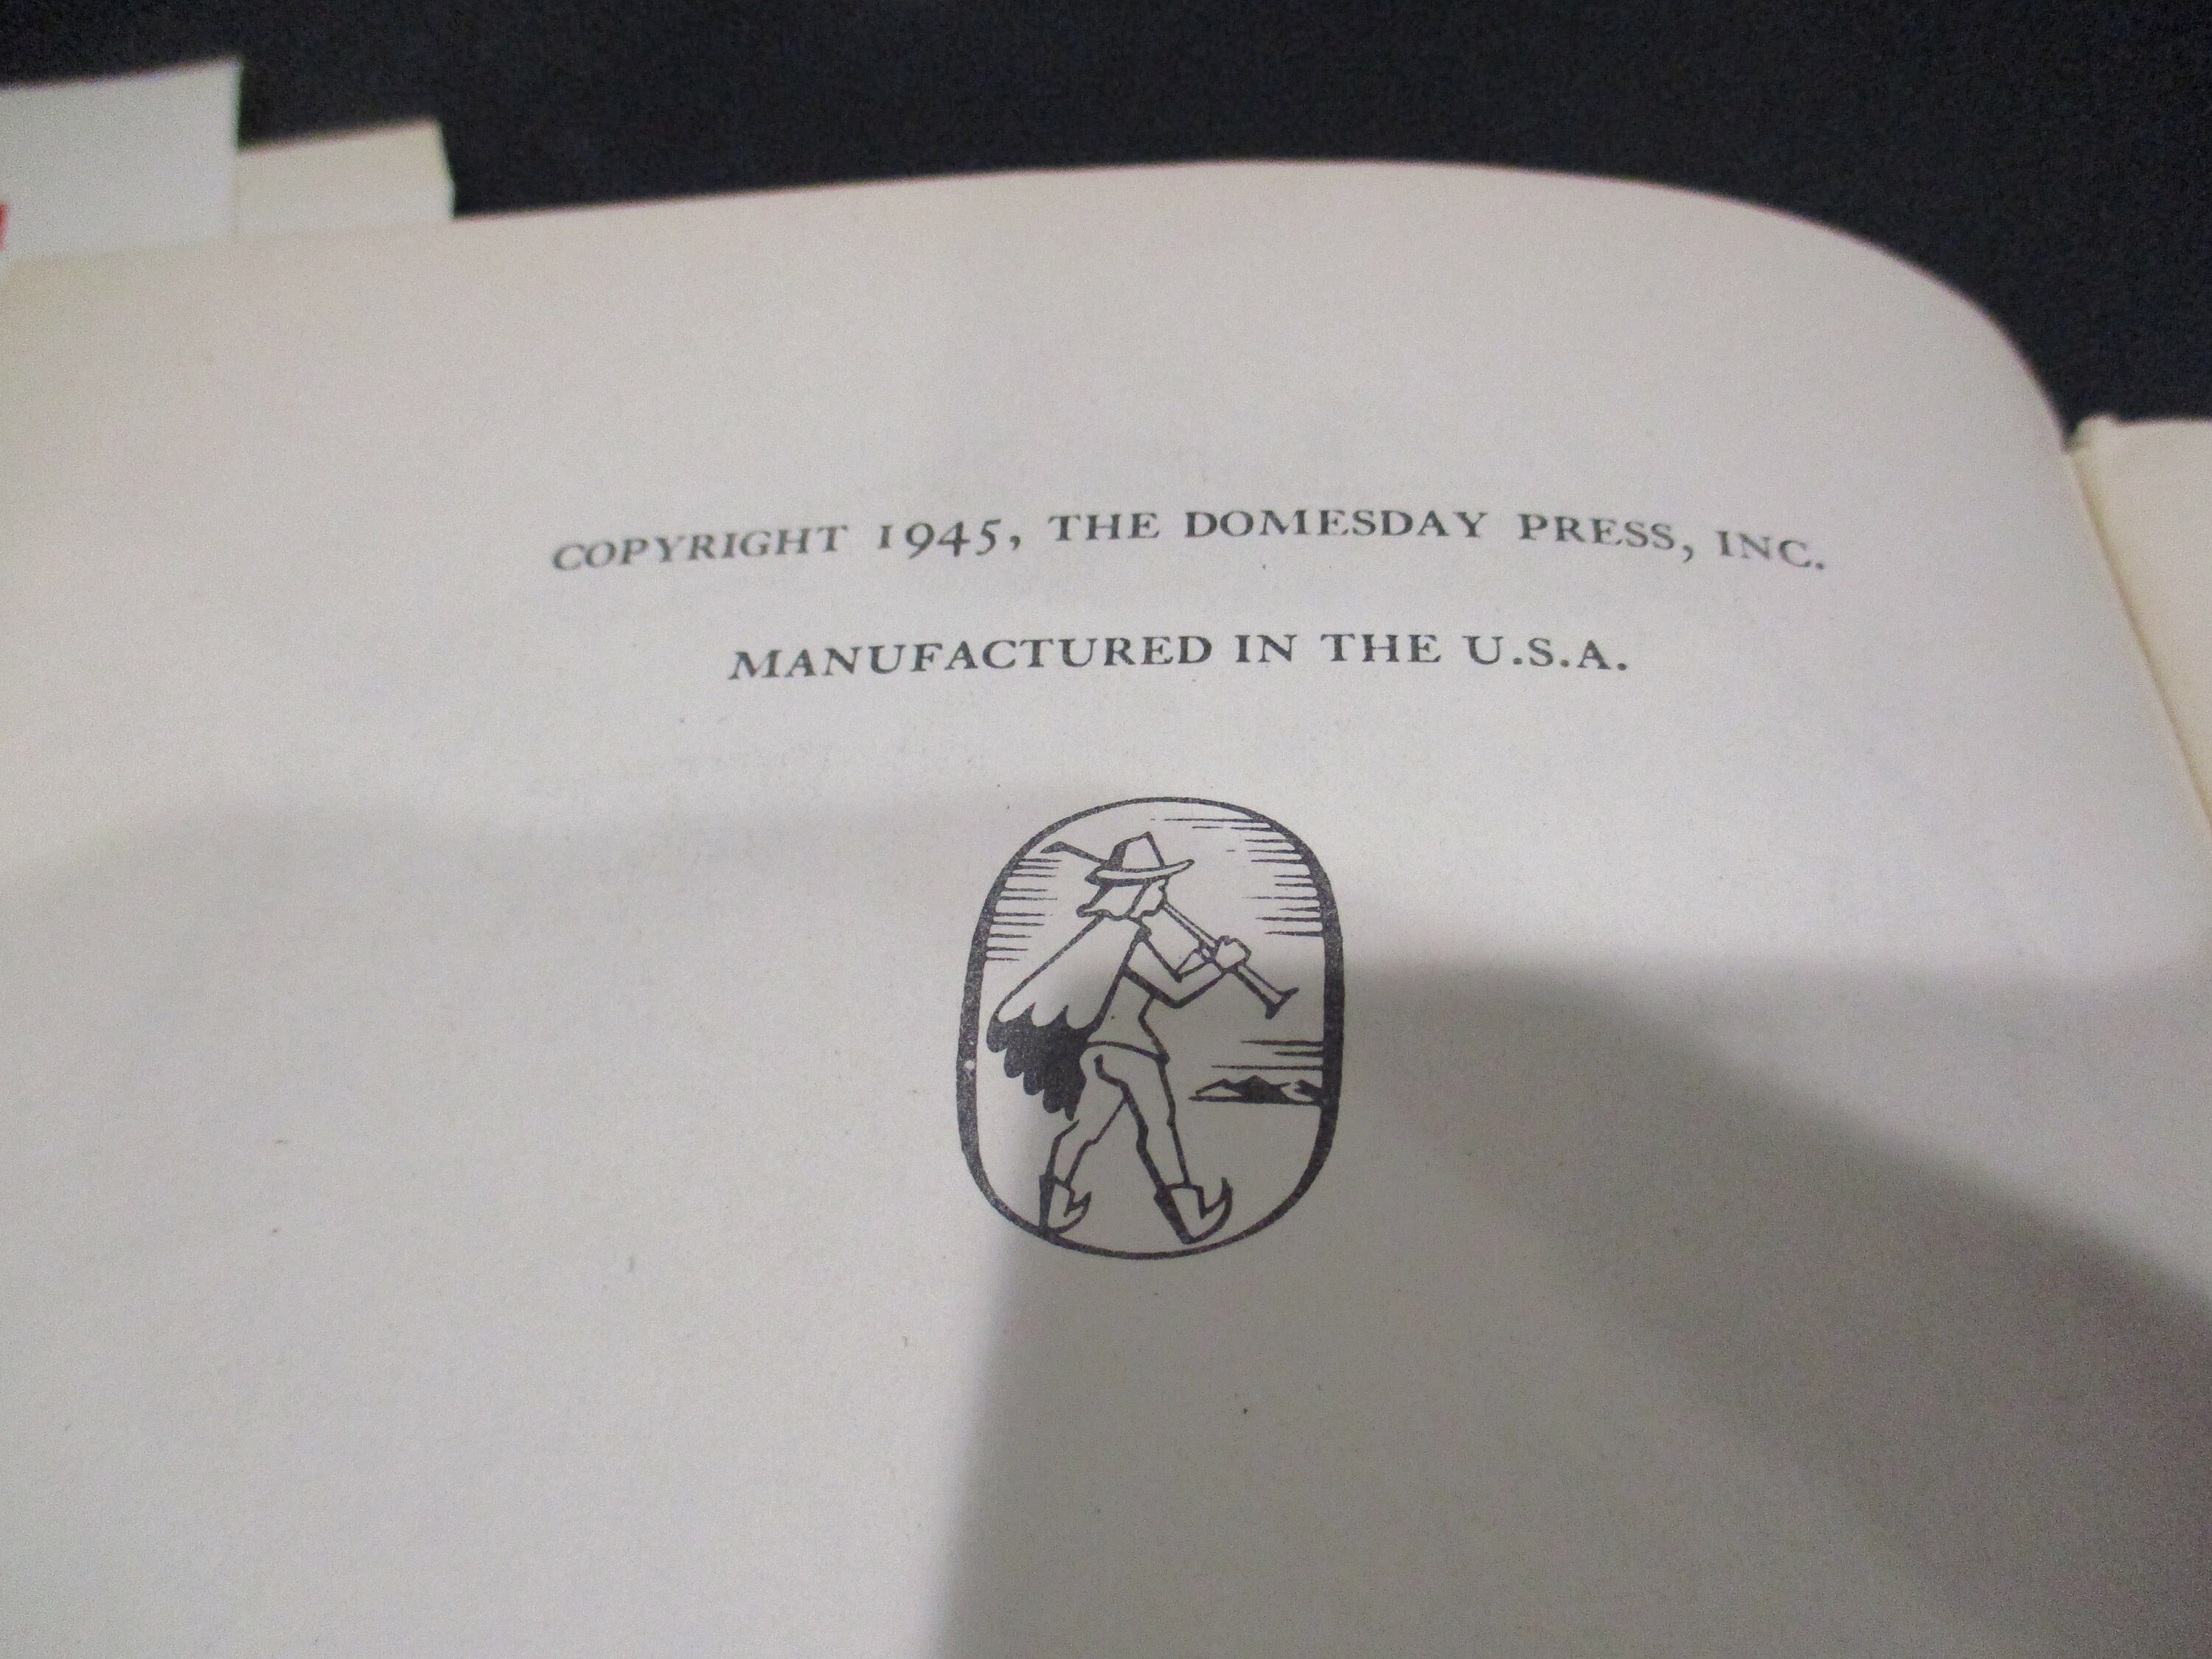 COPYRIGHT 1945, THE DOMESDAY PRESS, INC.
MANUFACTURED IN THE U.S.A.